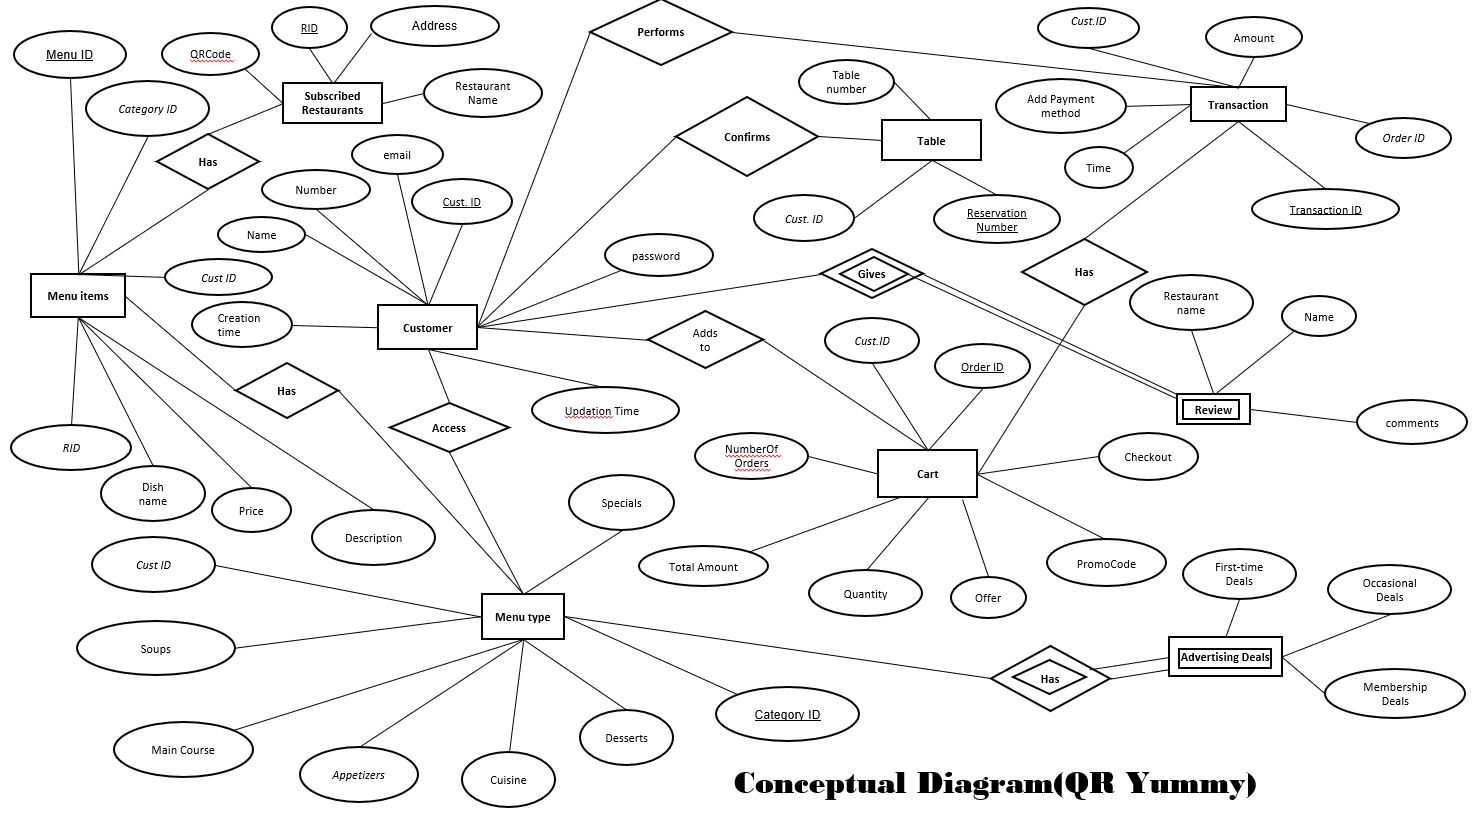 RID
Address
Performs
Cust.ID
Amount
Menu ID
QRCode
Subscribed
Restaurants
Restaurant
Name
Table
number
Add Payment
method
Transaction
Category ID
Order ID
Has
email
Confirms
Table
Time
Number
Cust. ID
Cust. ID
Reservation
Number
Transaction ID
Name
password
Gives
Has
Cust ID
Menu items
Creation
time
Customer
Adds
to
Cust.ID
Restaurant
name
Name
Order ID
Has
Updation Time
Review
comments
Access
RID
NumberOf
Orders
Cart
Checkout
Dish
name
Price
Specials
Description
Cust ID
Total Amount
Quantity
Offer
PromoCode
First-time
Deals
Occasional
Deals
Menu type
Soups
Advertising Deals
Has
Membership
Deals
Category ID
Main Course
Appetizers
Cuisine
Desserts
Conceptual Diagram(QR Yummy)